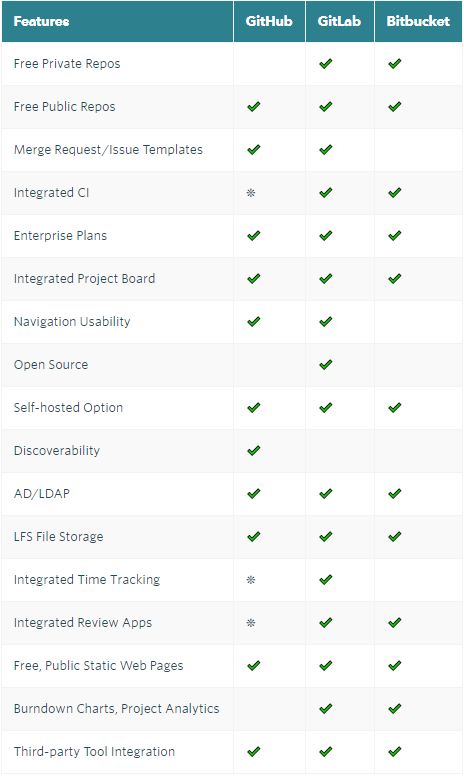 Features GitHub GitLab Bitbucket
Free Private Repos ✔ ✔
Free Public Repos ✔ ✔ ✔
Merge Request/Issue Templates ✔ ✔
Integrated CI ❊ ✔ ✔
Enterprise Plans ✔ ✔ ✔
Integrated Project Board ✔ ✔ ✔
Navigation Usability ✔ ✔
Open Source ✔
Self-hosted Option ✔ ✔ ✔
Discoverability ✔
AD/LDAP ✔ ✔ ✔
LFS File Storage ✔ ✔ ✔
Integrated Time Tracking ❊ ✔
Integrated Review Apps ❊ ✔ ✔
Free, Public Static Web Pages ✔ ✔ ✔
Burndown Charts, Project Analytics ✔ ✔
Third-party Tool Integration ✔ ✔ ✔